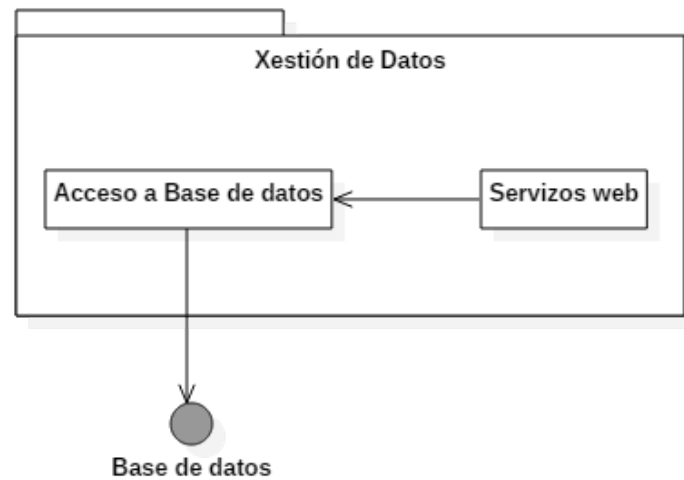 Xestión de Datos
Acceso a Base de datos
Servizos web
Base de datos